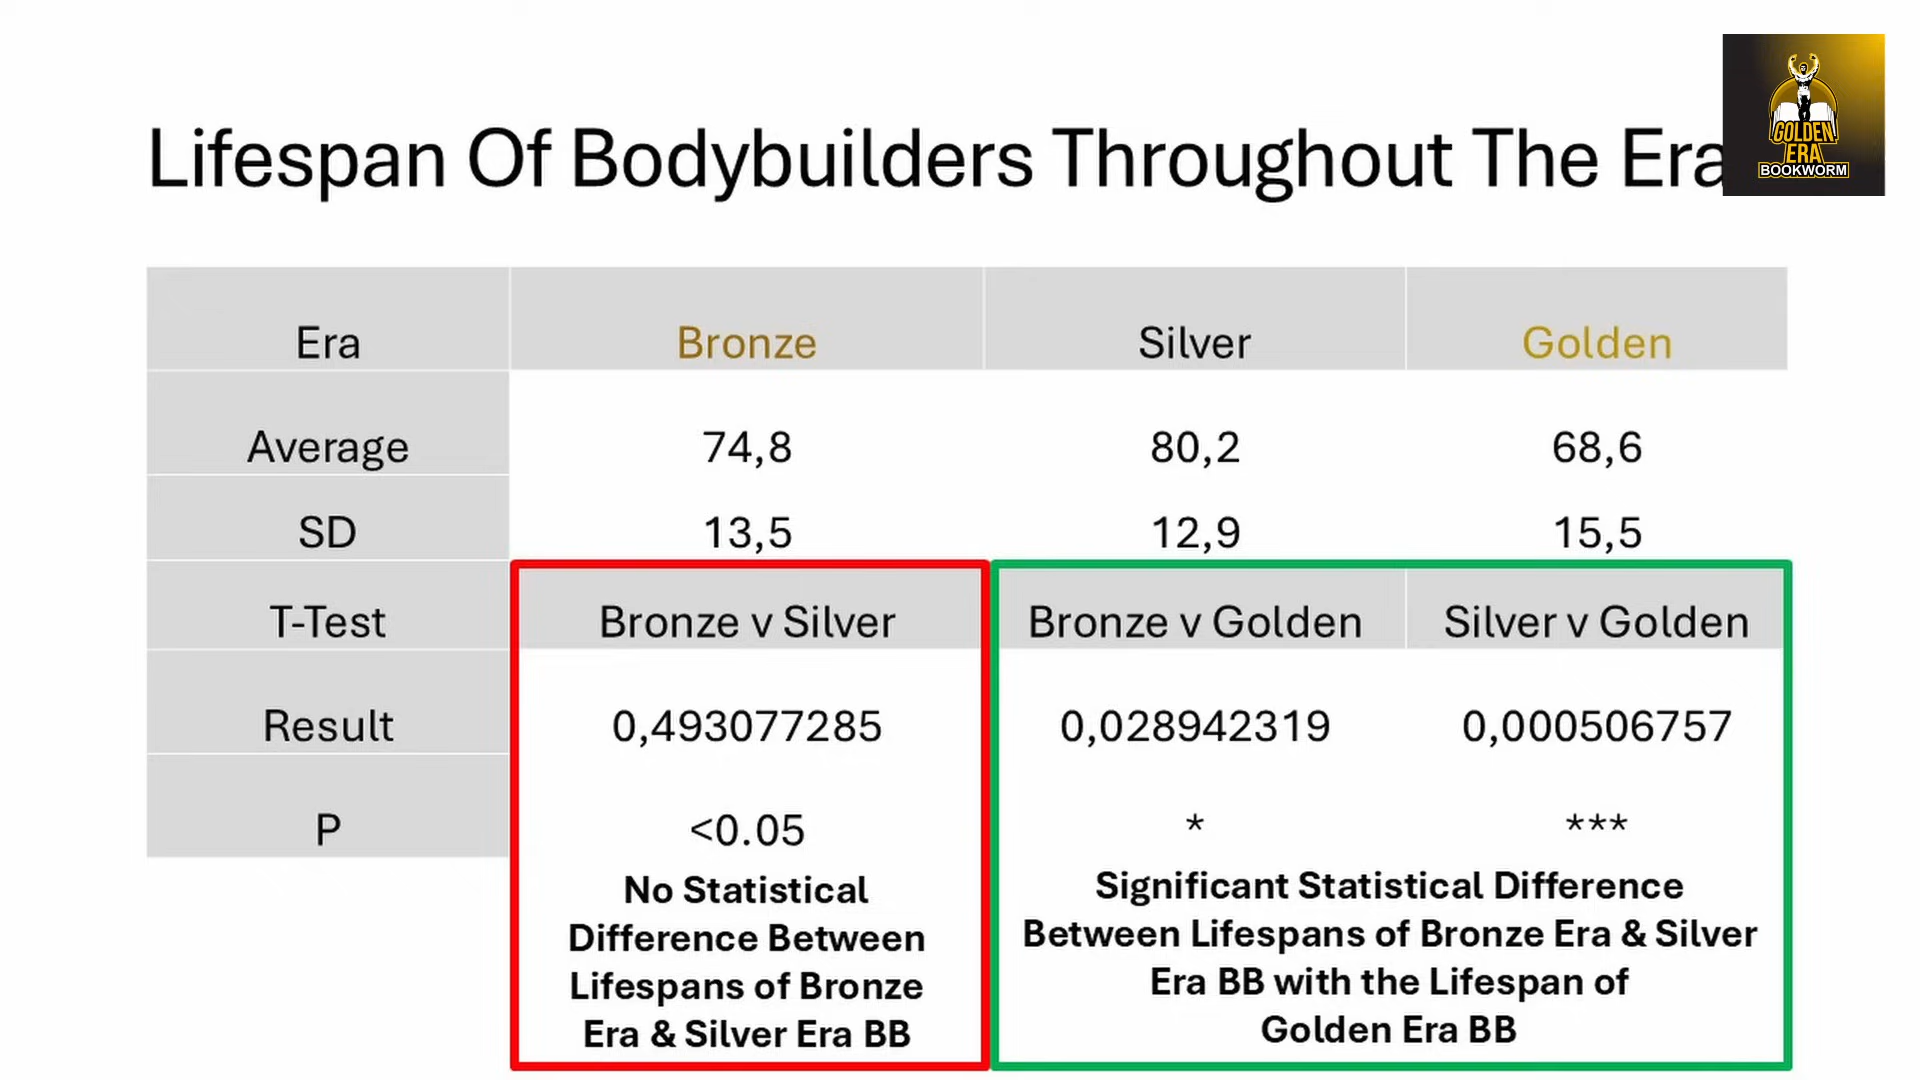 GOLDEN
ERA
BOOKWORM
Lifespan Of Bodybuilders Throughout The Era
Era Bronze Silver Golden
Average 74,8 80,2 68,6
SD 13,5 12,9 15,5
T-Test Bronze v Silver Bronze v Golden Silver v Golden
Result 0,493077285 0,028942319 0,000506757
P <0.05 * ***
No Statistical
Difference Between
Lifespans of Bronze
Era & Silver Era BB
Significant Statistical Difference
Between Lifespans of Bronze Era & Silver
Era BB with the Lifespan of
Golden Era BB